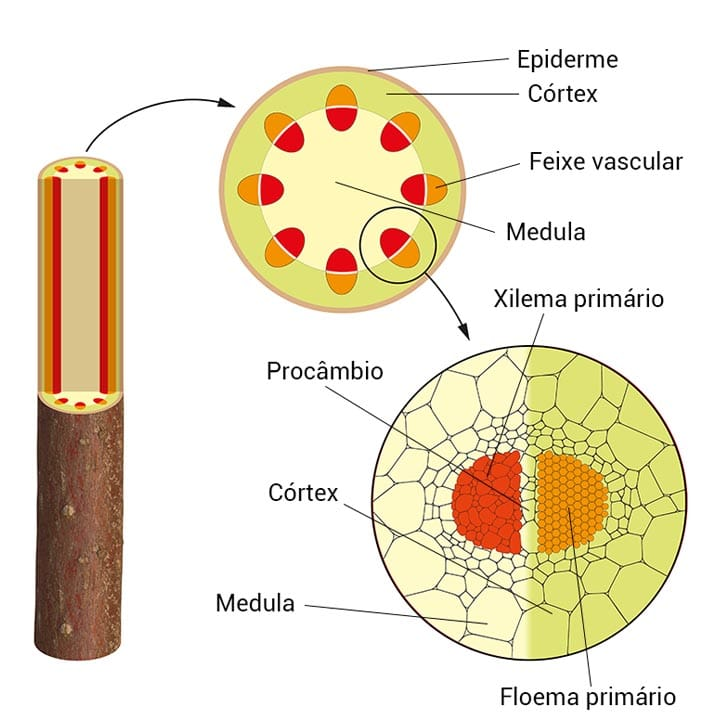 Epiderme
Córtex
Feixe vascular
Medula
Xilema primário
Procâmbio
Córtex
Medula
Floema primário